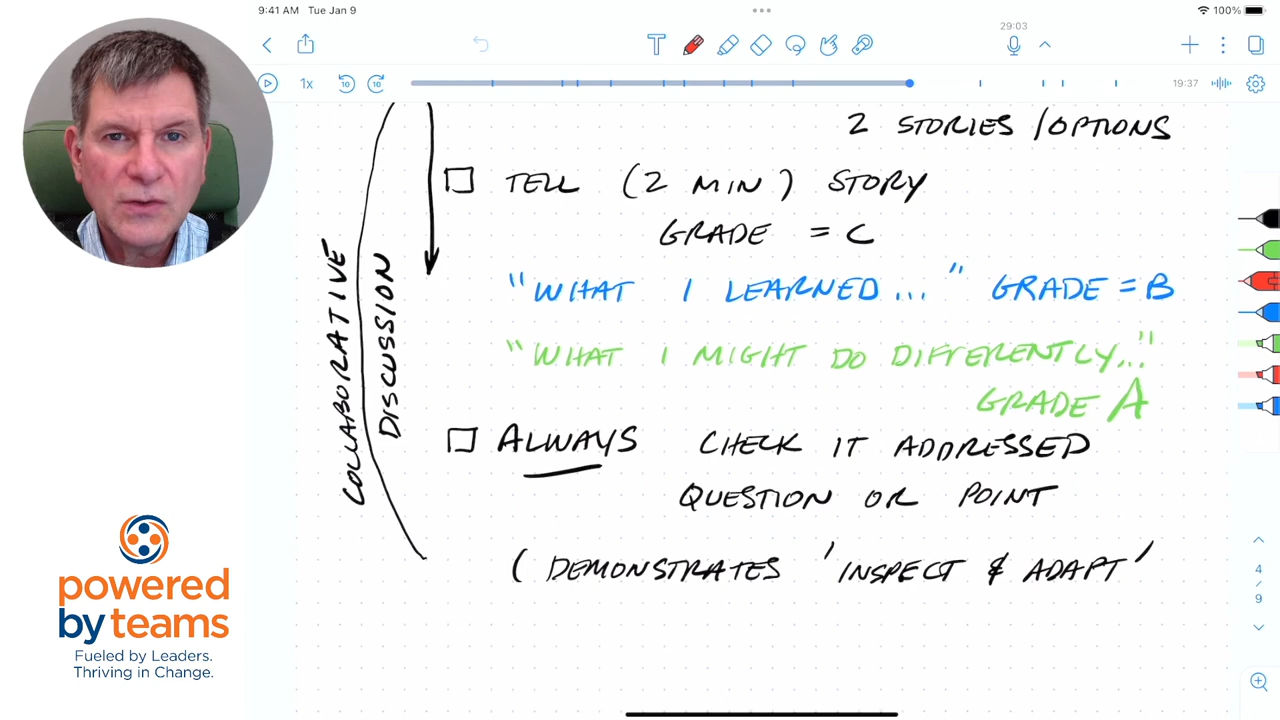 9:41 AM Tue Jan 9
100%
29:03
1x
10
10
19:37
2 STORIES / OPTIONS
TELL (2 MIN) STORY
GRADE = C
"WHAT I LEARNED..." GRADE = B
"WHAT I MIGHT DO DIFFERENTLY..."
GRADE A
ALWAYS CHECK IT ADDRESSED
QUESTION OR POINT
( DEMONSTRATES 'INSPECT & ADAPT'
COLLABORATIVE
DISCUSSION
powered
by teams
Fueled by Leaders.
Thriving in Change.
4
/
9